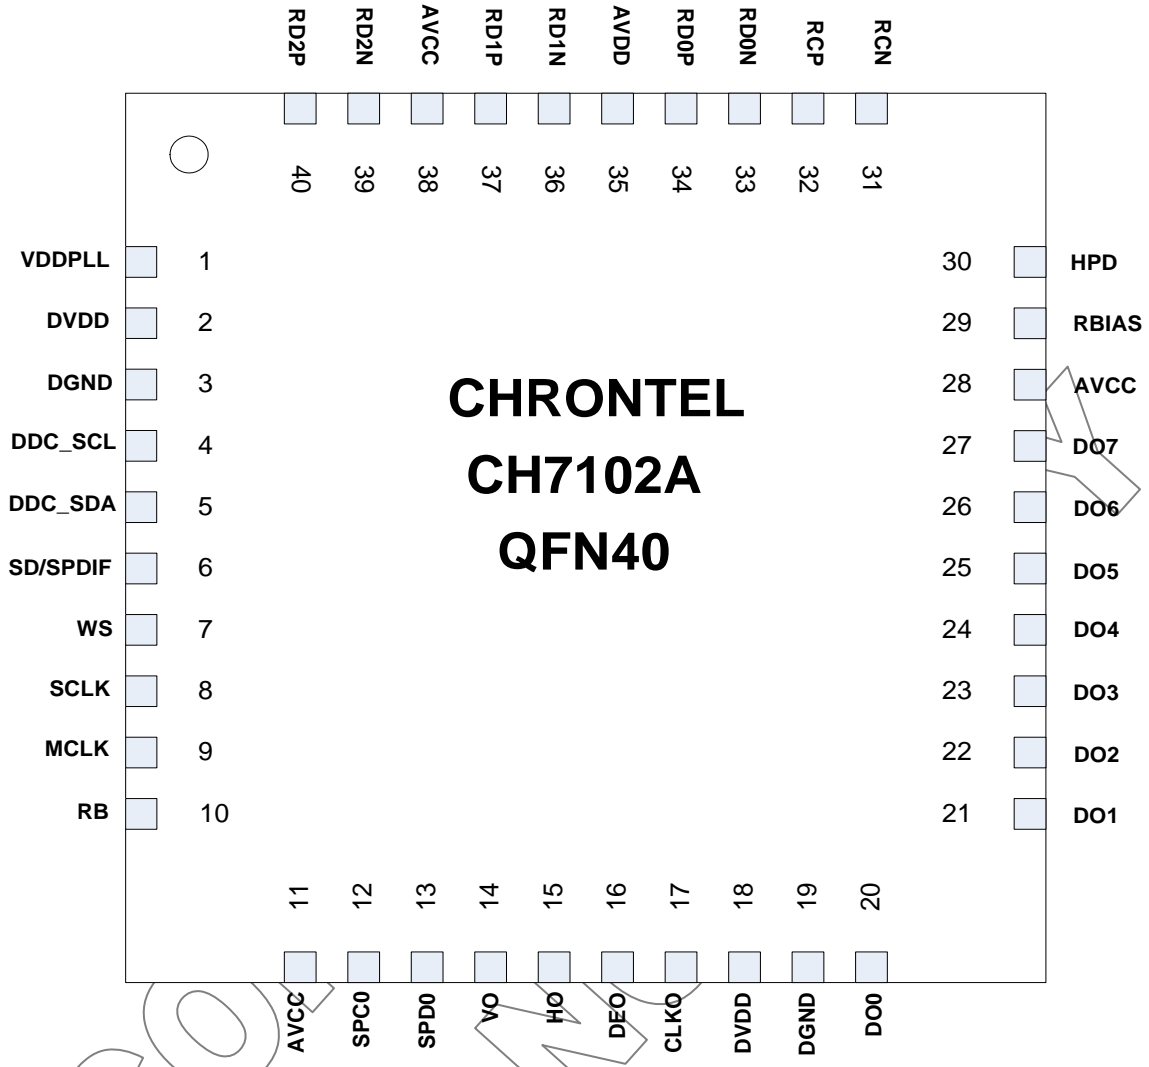 RD2P
RD2N
AVCC
RD1P
RD1N
AVDD
RD0P
RD0N
RCP
RCN
40
39
38
37
36
35
34
33
32
31
VDDPLL 1
DVDD 2
DGND 3
DDC_SCL 4
DDC_SDA 5
SD/SPDIF 6
WS 7
SCLK 8
MCLK 9
RB 10
CHRONTEL
CH7102A
QFN40
30 HPD
29 RBIAS
28 AVCC
27 DO7
26 DO6
25 DO5
24 DO4
23 DO3
22 DO2
21 DO1
11
12
13
14
15
16
17
18
19
20
AVCC
SPC0
SPD0
VO
HO
DEO
CLKO
DVDD
DGND
DO0